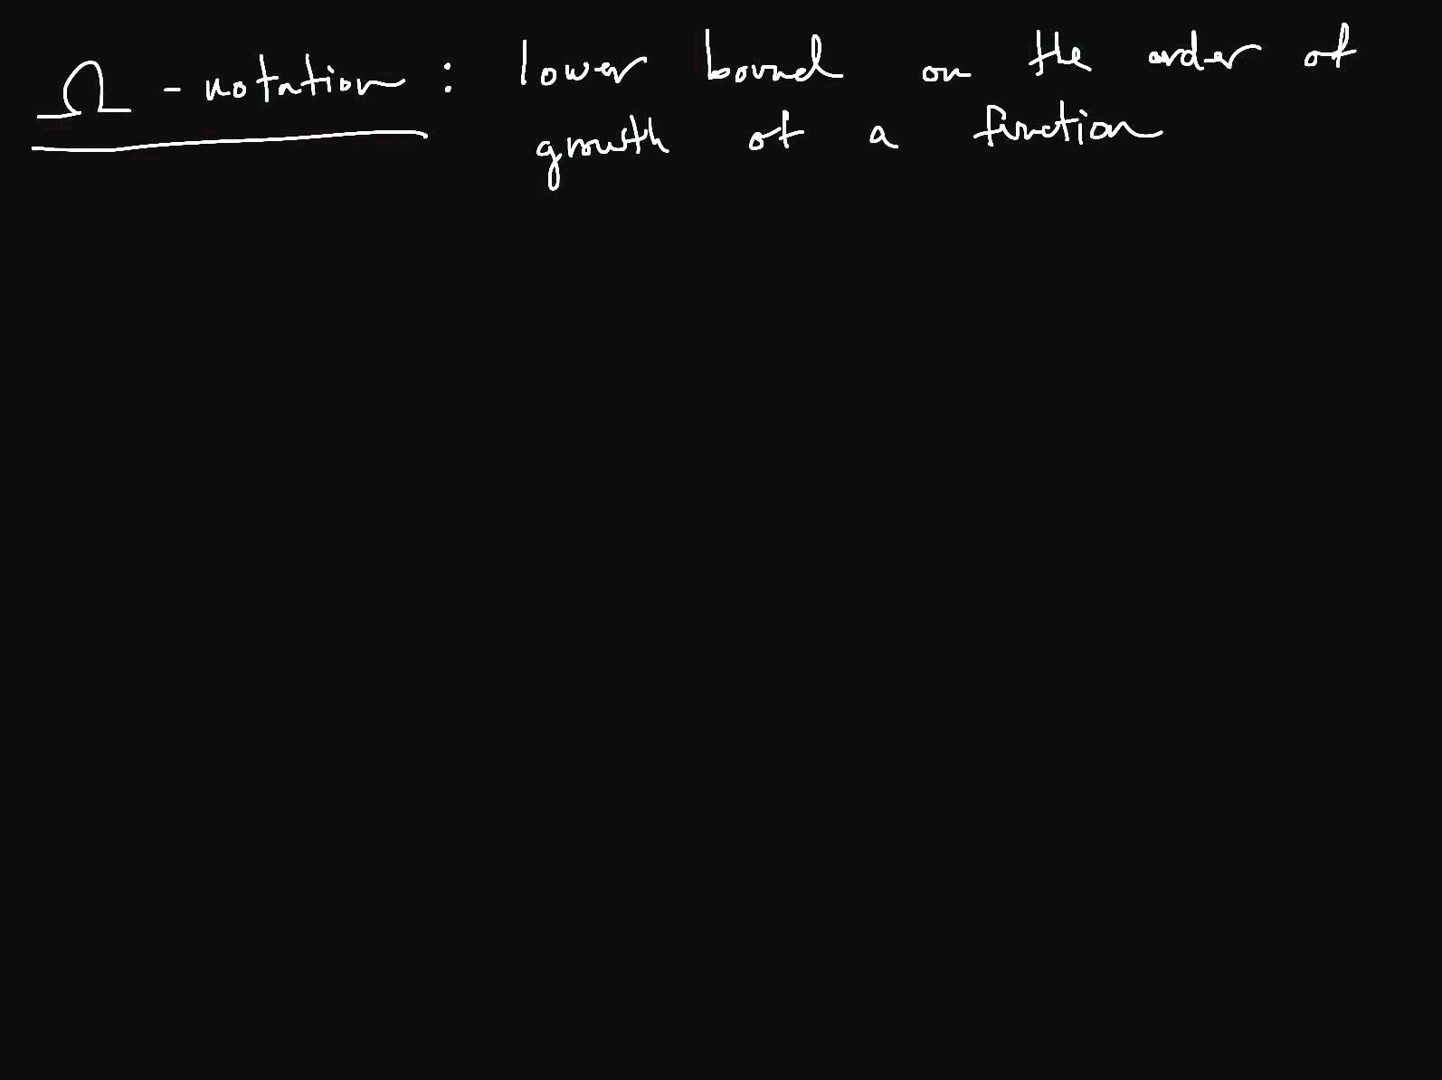 Ω - notation : lower bound on the order of
growth of a function